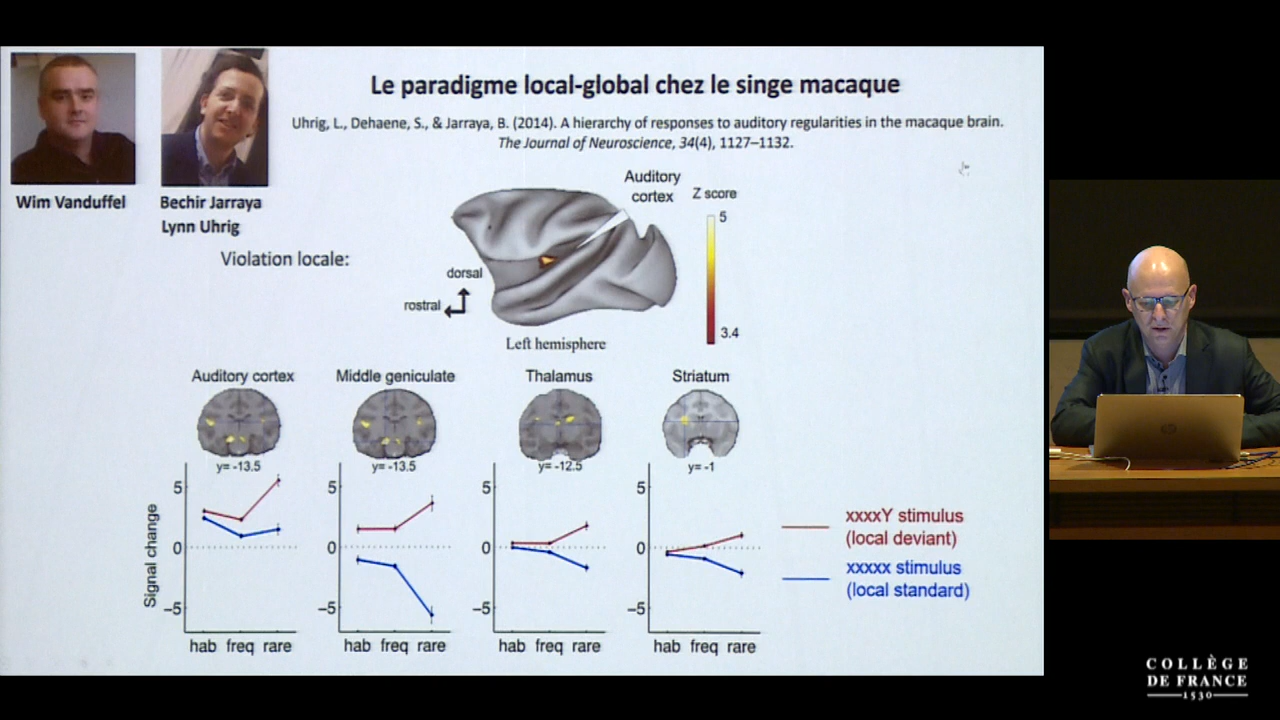 Le paradigme local-global chez le singe macaque
Uhrig, L., Dehaene, S., & Jarraya, B. (2014). A hierarchy of responses to auditory regularities in the macaque brain.
The Journal of Neuroscience, 34(4), 1127–1132.
Wim Vanduffel
Bechir Jarraya
Lynn Uhrig
Violation locale:
Auditory
cortex
Z score
5
3.4
dorsal
rostral
Left hemisphere
Auditory cortex
Middle geniculate
Thalamus
Striatum
y= -13.5
y= -13.5
y= -12.5
y= -1
Signal change
5
0
−5
hab freq rare
5
0
−5
hab freq rare
5
0
−5
hab freq rare
5
0
−5
hab freq rare
xxxxY stimulus
(local deviant)
xxxxx stimulus
(local standard)
COLLÈGE
DE FRANCE
1530